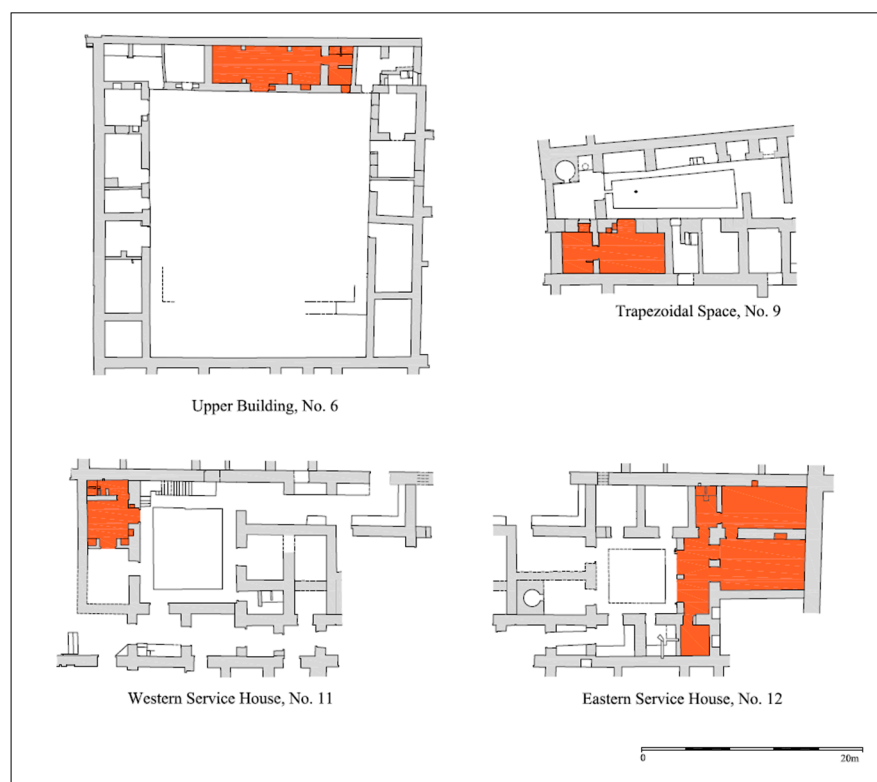 Upper Building, No. 6
Trapezoidal Space, No. 9
Western Service House, No. 11
Eastern Service House, No. 12
0 20m